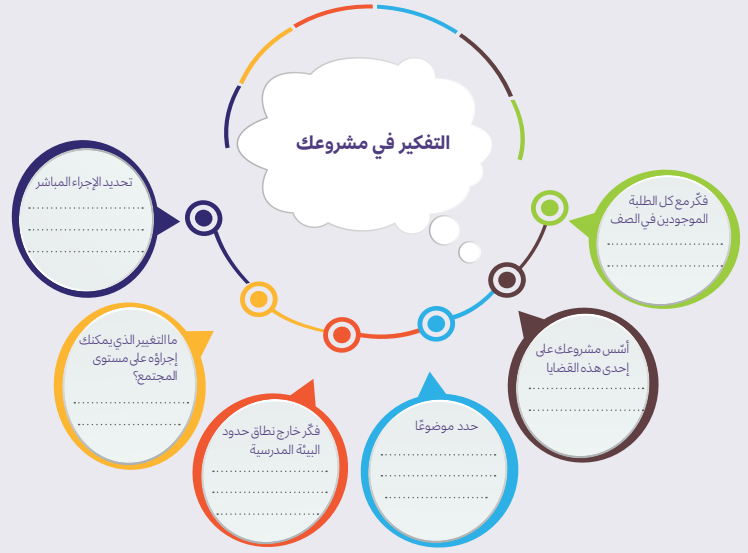 التفكير في مشروعك
فكّر مع كل الطلبة
الموجودين في الصف
أسّس مشروعك على
إحدى هذه القضايا
حدد موضوعًا
فكّر خارج نطاق حدود
البيئة المدرسية
ما التغيير الذي يمكنك
إجراؤه على مستوى
المجتمع؟
تحديد الإجراء المباشر